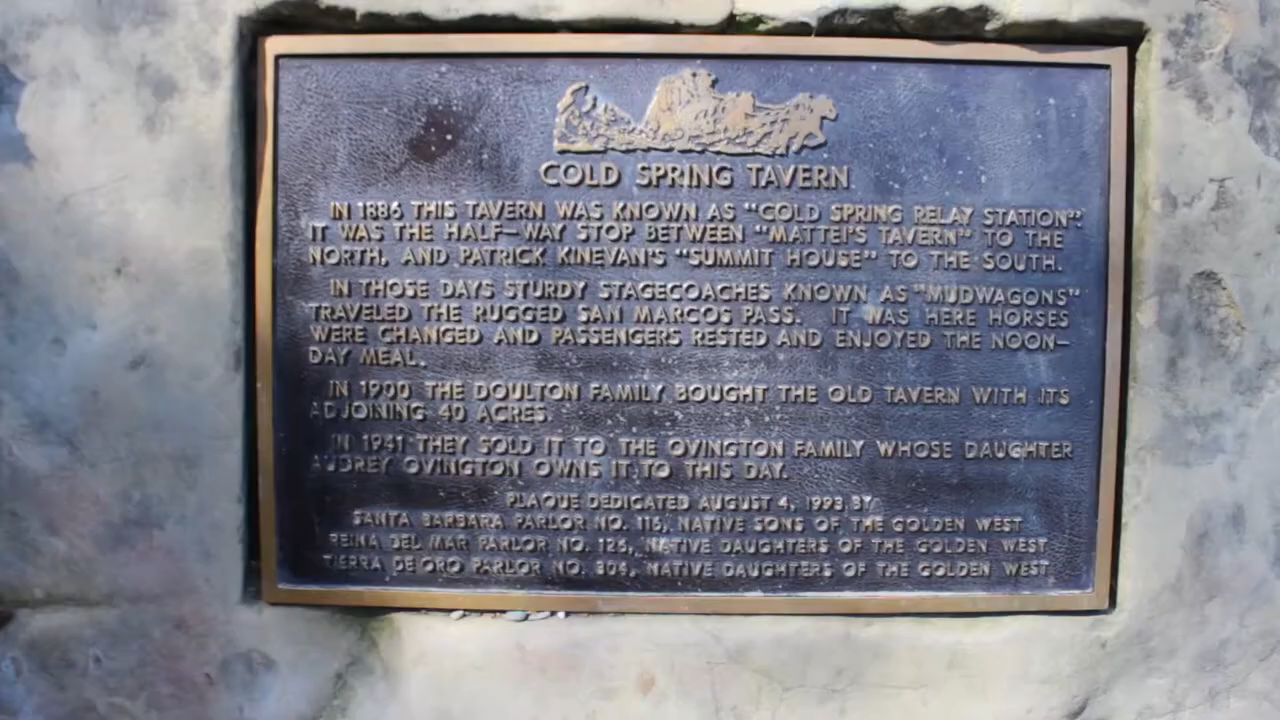 COLD SPRING TAVERN
IN 1886 THIS TAVERN WAS KNOWN AS "COLD SPRING RELAY STATION".
IT WAS THE HALF-WAY STOP BETWEEN "MATTEI'S TAVERN" TO THE
NORTH, AND PATRICK KINEVAN'S "SUMMIT HOUSE" TO THE SOUTH.
IN THOSE DAYS STURDY STAGECOACHES KNOWN AS "MUDWAGONS"
TRAVELED THE RUGGED SAN MARCOS PASS. IT WAS HERE HORSES
WERE CHANGED AND PASSENGERS RESTED AND ENJOYED THE NOON-
DAY MEAL.
IN 1900 THE DOULTON FAMILY BOUGHT THE OLD TAVERN WITH ITS
ADJOINING 40 ACRES.
IN 1941 THEY SOLD IT TO THE OVINGTON FAMILY WHOSE DAUGHTER
AUDREY OVINGTON OWNS IT TO THIS DAY.
PLAQUE DEDICATED AUGUST 4, 1993 BY
SANTA BARBARA PARLOR NO. 116, NATIVE SONS OF THE GOLDEN WEST
REINA DEL MAR PARLOR NO. 126, NATIVE DAUGHTERS OF THE GOLDEN WEST
TIERRA DE ORO PARLOR NO. 304, NATIVE DAUGHTERS OF THE GOLDEN WEST